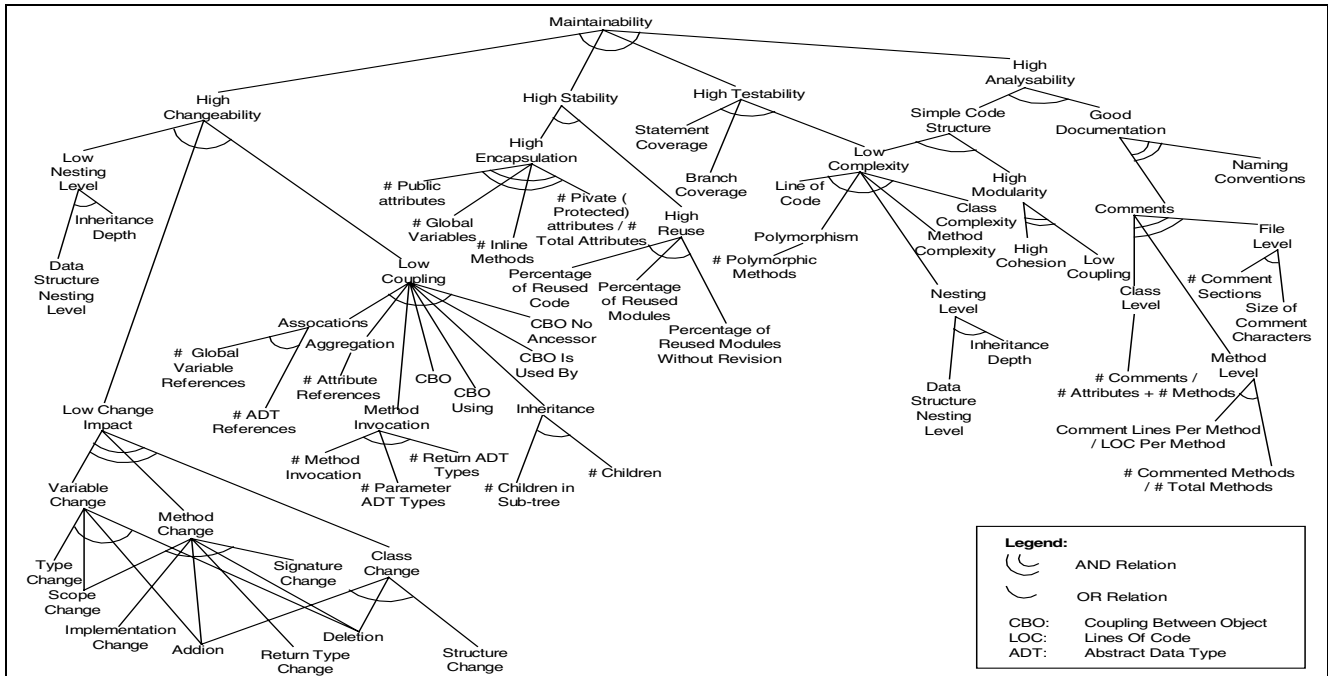 Maintainability
High
Changeability
High Stability
High Testability
High
Analysability
Low
Nesting
Level
Inheritance
Depth
Data
Structure
Nesting
Level
High
Encapsulation
# Public
attributes
# Global
Variables
# Inline
Methods
# Pivate (
Protected)
attributes / #
Total Attributes
High
Reuse
Percentage
of Reused
Code
Percentage
of Reused
Modules
Percentage of
Reused Modules
Without Revision
Statement
Coverage
Branch
Coverage
Low
Complexity
Line of
Code
Polymorphism
# Polymorphic
Methods
Class
Complexity
Method
Complexity
Nesting
Level
Inheritance
Depth
Data
Structure
Nesting
Level
Simple Code
Structure
High
Modularity
High
Cohesion
Low
Coupling
Good
Documentation
Naming
Conventions
Comments
File
Level
# Comment
Sections
Size of
Comment
Characters
Class
Level
# Comments /
# Attributes + # Methods
Method
Level
Comment Lines Per Method
/ LOC Per Method
# Commented Methods
/ # Total Methods
Low
Coupling
Assocations
# Global
Variable
References
# ADT
References
Aggregation
# Attribute
References
Method
Invocation
# Method
Invocation
# Parameter
ADT Types
# Return ADT
Types
CBO
CBO
Using
Inheritance
# Children in
Sub-tree
# Children
CBO Is
Used By
CBO No
Ancessor
Low Change
Impact
Variable
Change
Method
Change
Class
Change
Type
Change
Scope
Change
Implementation
Change
Addion
Return Type
Change
Signature
Change
Deletion
Structure
Change
Legend:
AND Relation
OR Relation
CBO: Coupling Between Object
LOC: Lines Of Code
ADT: Abstract Data Type